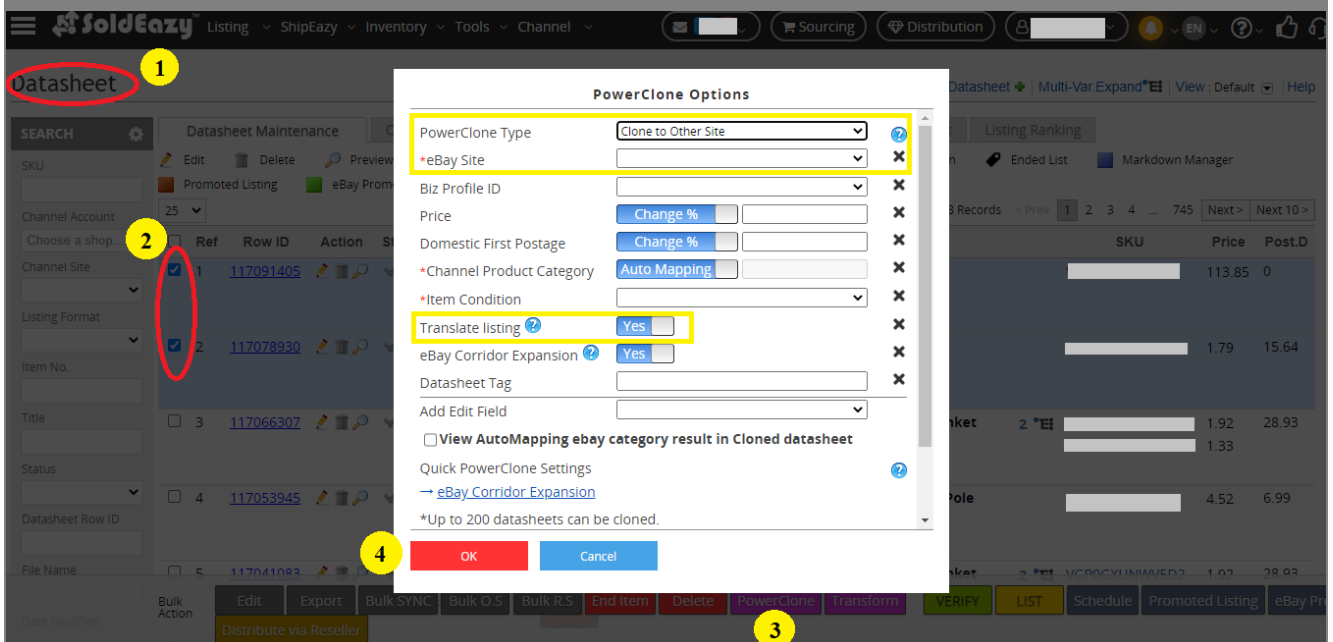 SoldEazy™ Listing ShipEazy Inventory Tools Channel Sourcing Distribution EN
1
Datasheet
Datasheet Multi-Var.Expand View : Default Help
SEARCH
Datasheet Maintenance
Listing Ranking
Edit Delete Preview
Ended List Markdown Manager
Promoted Listing
25
Records < Prev 1 2 3 4 ... 745 Next > Next 10 >
SKU
Channel Account
Choose a shop...
Channel Site
Listing Format
Item No.
Title
Status
Datasheet Row ID
File Name
2
Ref Row ID Action
SKU Price Post.D
1 117091405 113.85 0
2 117078930 1.79 15.64
3 117066307 2 1.92 28.93
1.33
4 117053945 Pole 4.52 6.99
5 117041083 2 1.92 28.93
PowerClone Options
PowerClone Type Clone to Other Site
*eBay Site
Biz Profile ID
Price Change %
Domestic First Postage Change %
*Channel Product Category Auto Mapping
*Item Condition
Translate listing Yes
eBay Corridor Expansion Yes
Datasheet Tag
Add Edit Field
View AutoMapping ebay category result in Cloned datasheet
Quick PowerClone Settings
→ eBay Corridor Expansion
*Up to 200 datasheets can be cloned.
4
OK Cancel
Bulk Action
Edit Export Bulk SYNC Bulk O.S Bulk R.S End Item Delete PowerClone Transform VERIFY LIST Schedule Promoted Listing
Distribute via Reseller
3